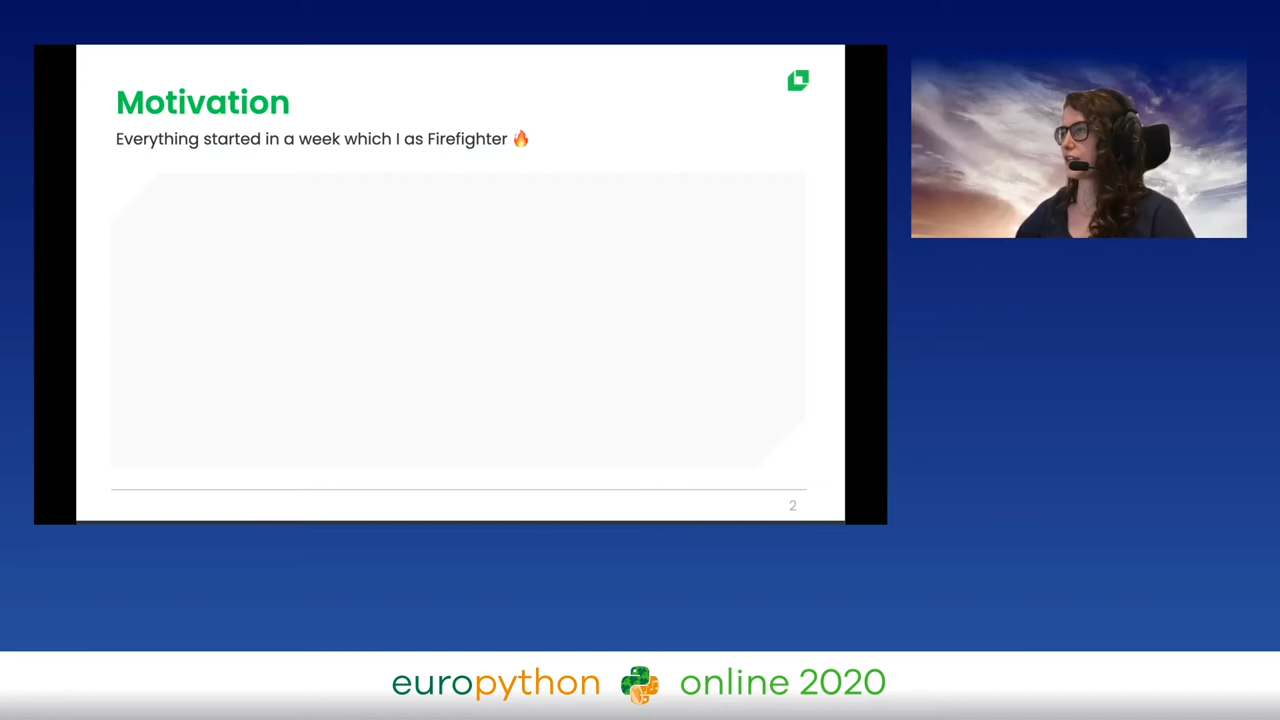 Motivation
Everything started in a week which I as Firefighter 🔥
2
europython online 2020